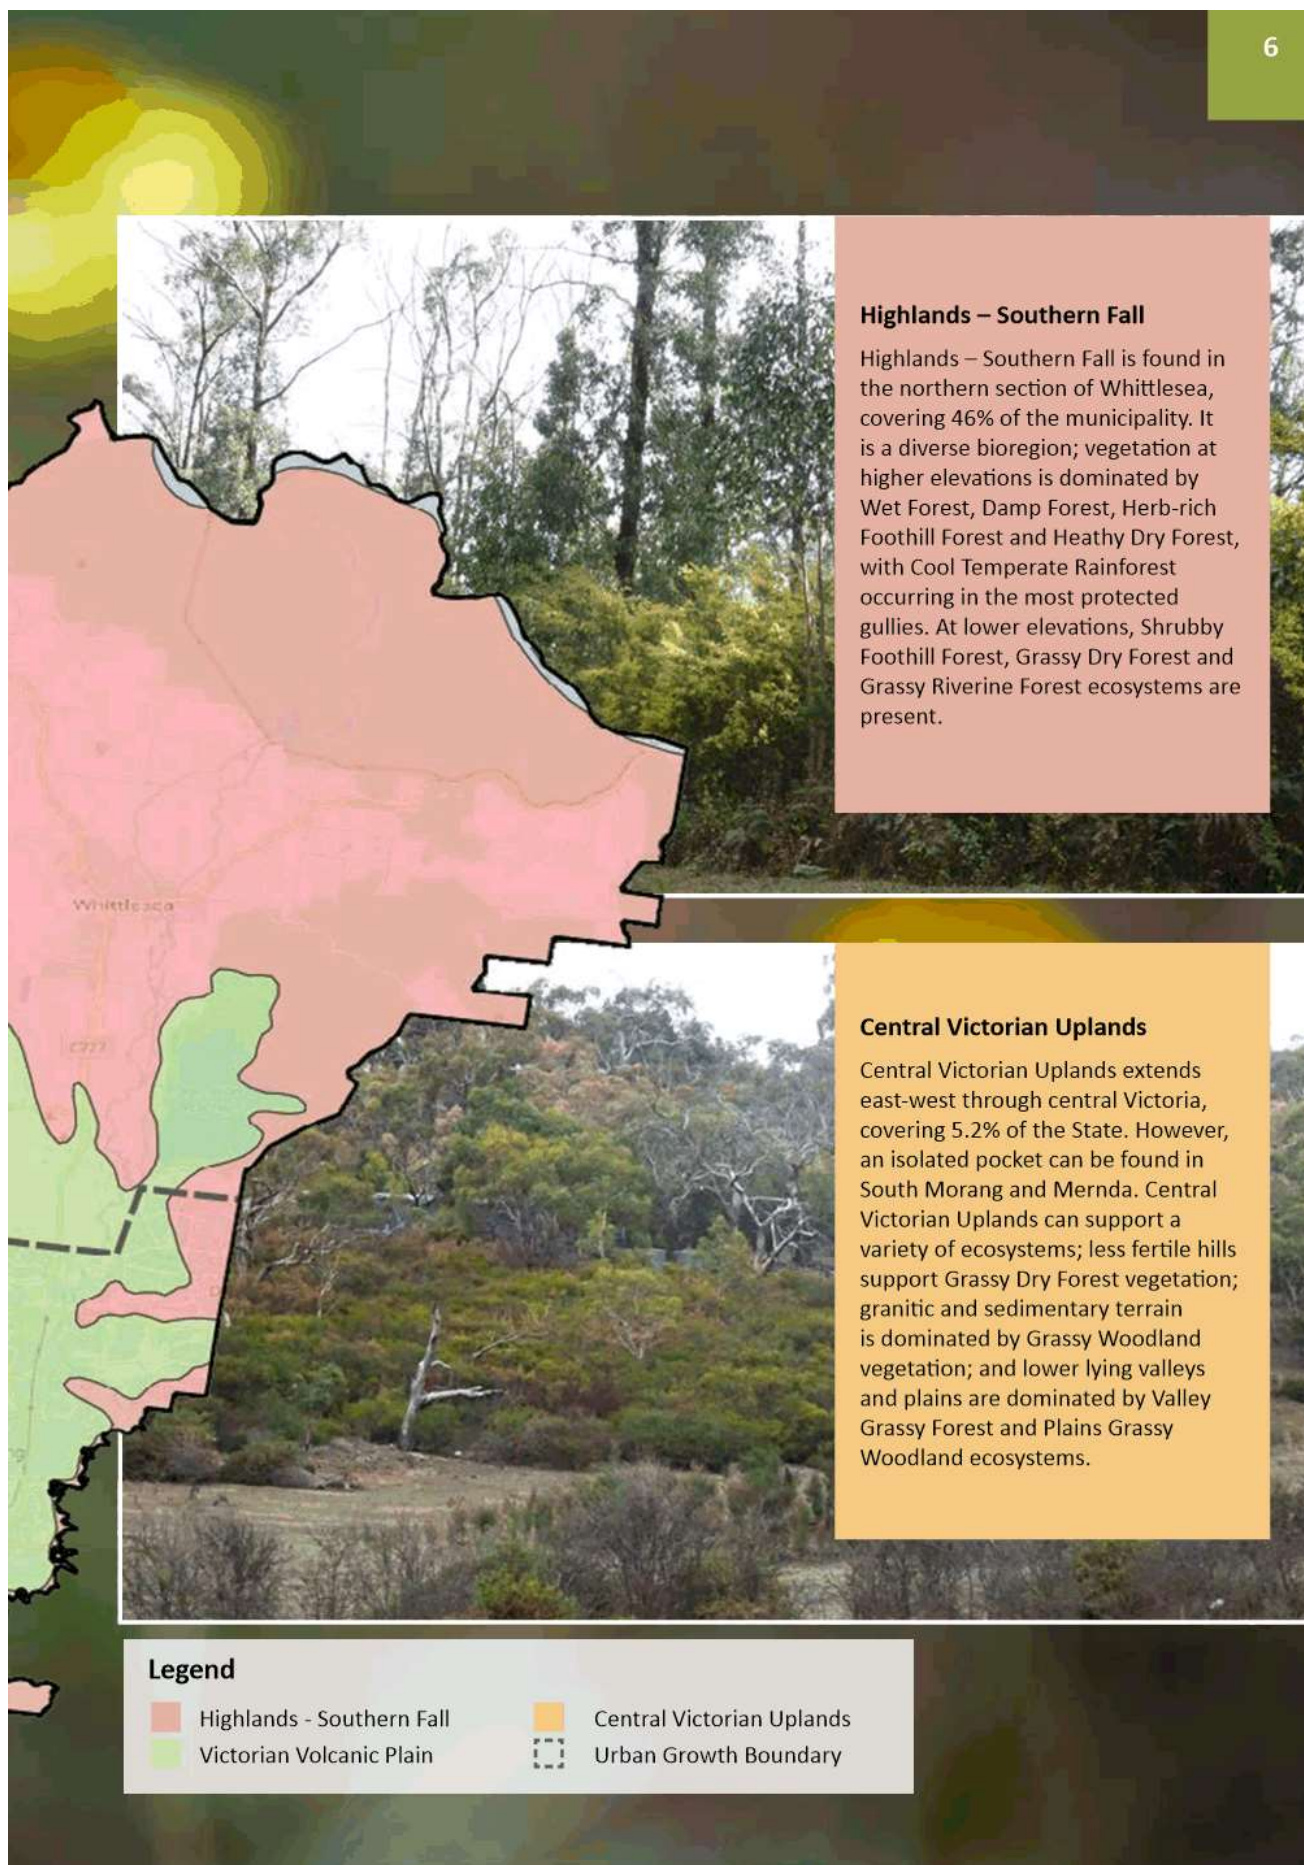 6
Highlands – Southern Fall
Highlands – Southern Fall is found in
the northern section of Whittlesea,
covering 46% of the municipality. It
is a diverse bioregion; vegetation at
higher elevations is dominated by
Wet Forest, Damp Forest, Herb-rich
Foothill Forest and Heathy Dry Forest,
with Cool Temperate Rainforest
occurring in the most protected
gullies. At lower elevations, Shrubby
Foothill Forest, Grassy Dry Forest and
Grassy Riverine Forest ecosystems are
present.
Whittlesea
C727
Central Victorian Uplands
Central Victorian Uplands extends
east-west through central Victoria,
covering 5.2% of the State. However,
an isolated pocket can be found in
South Morang and Mernda. Central
Victorian Uplands can support a
variety of ecosystems; less fertile hills
support Grassy Dry Forest vegetation;
granitic and sedimentary terrain
is dominated by Grassy Woodland
vegetation; and lower lying valleys
and plains are dominated by Valley
Grassy Forest and Plains Grassy
Woodland ecosystems.
Legend
Highlands - Southern Fall
Central Victorian Uplands
Victorian Volcanic Plain
Urban Growth Boundary